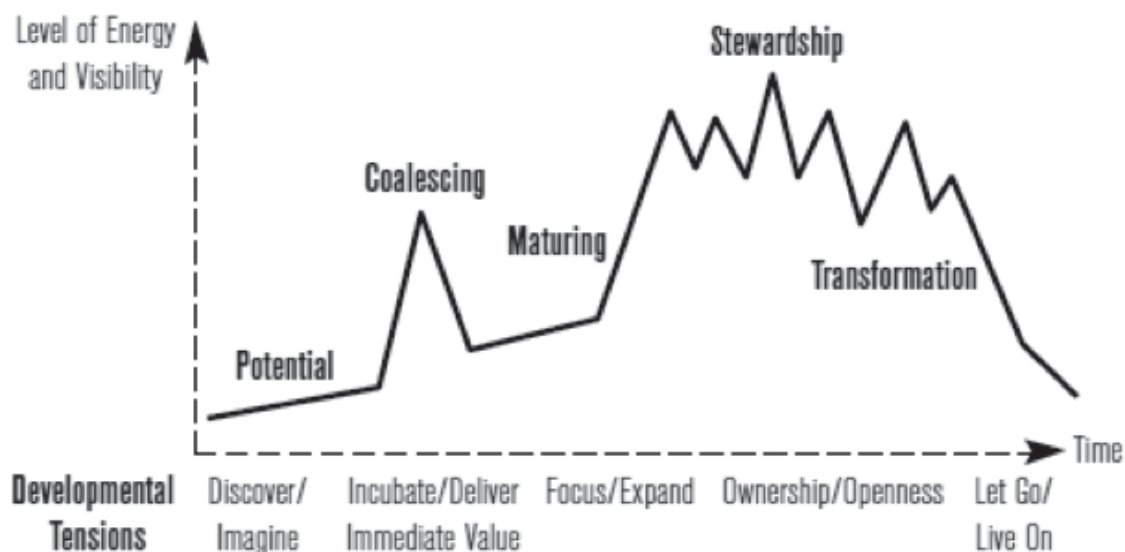 Level of Energy
and Visibility
Stewardship
Coalescing
Maturing
Transformation
Potential
Time
Developmental
Tensions
Discover/
Imagine
Incubate/Deliver
Immediate Value
Focus/Expand
Ownership/Openness
Let Go/
Live On